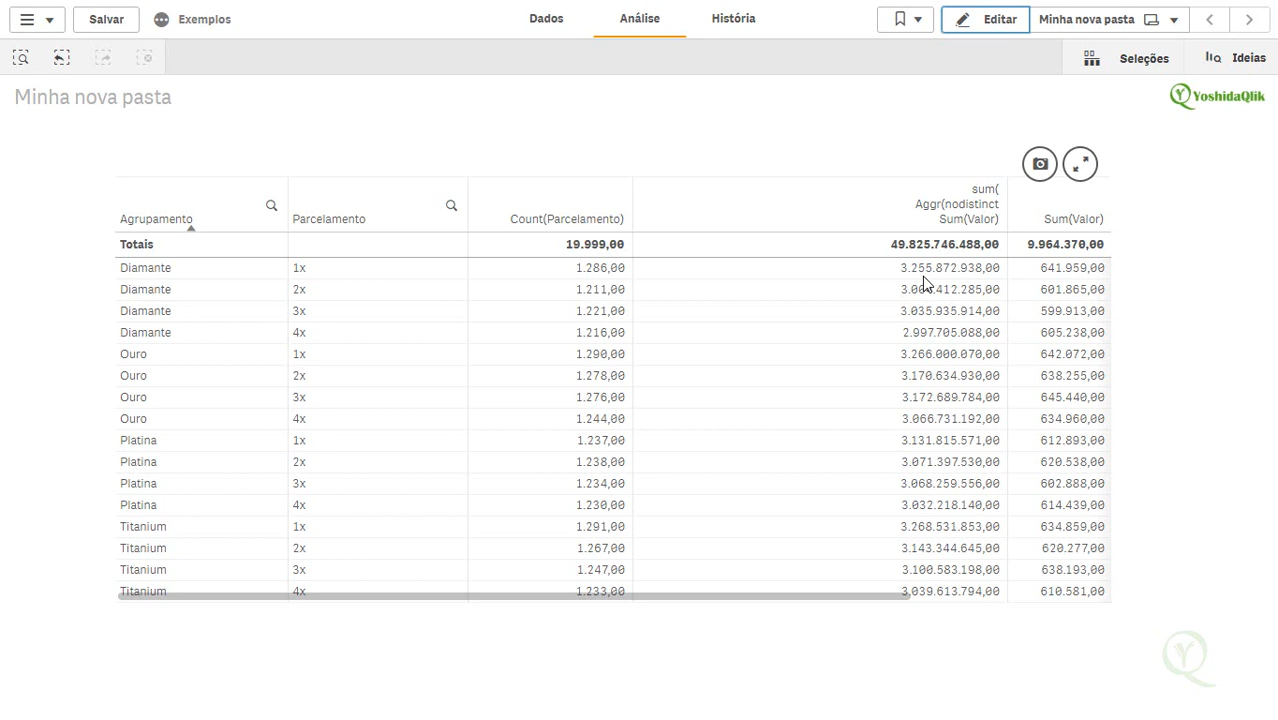 Salvar
Exemplos
Dados
Análise
História
Editar
Minha nova pasta
Seleções
Ideias
Minha nova pasta
YoshidaQlik
Agrupamento Parcelamento Count(Parcelamento) sum(
Aggr(nodistinct
Sum(Valor) Sum(Valor)
Totais 19.999,00 49.825.746.488,00 9.964.370,00
Diamante 1x 1.286,00 3.255.872.938,00 641.959,00
Diamante 2x 1.211,00 601.865,00
Diamante 3x 1.221,00 3.035.935.914,00 599.913,00
Diamante 4x 1.216,00 2.997.705.088,00 605.238,00
Ouro 1x 1.290,00 3.266.000.070,00 642.072,00
Ouro 2x 1.278,00 3.170.634.930,00 638.255,00
Ouro 3x 1.276,00 3.172.689.784,00 645.440,00
Ouro 4x 1.244,00 3.066.731.192,00 634.960,00
Platina 1x 1.237,00 3.131.815.571,00 612.893,00
Platina 2x 1.238,00 3.071.397.530,00 620.538,00
Platina 3x 1.234,00 3.068.259.556,00 602.888,00
Platina 4x 1.230,00 3.032.218.140,00 614.439,00
Titanium 1x 1.291,00 3.268.531.853,00 634.859,00
Titanium 2x 1.267,00 3.143.344.645,00 620.277,00
Titanium 3x 1.247,00 3.100.583.198,00 638.193,00
Titanium 4x 1.233,00 3.039.613.794,00 610.581,00